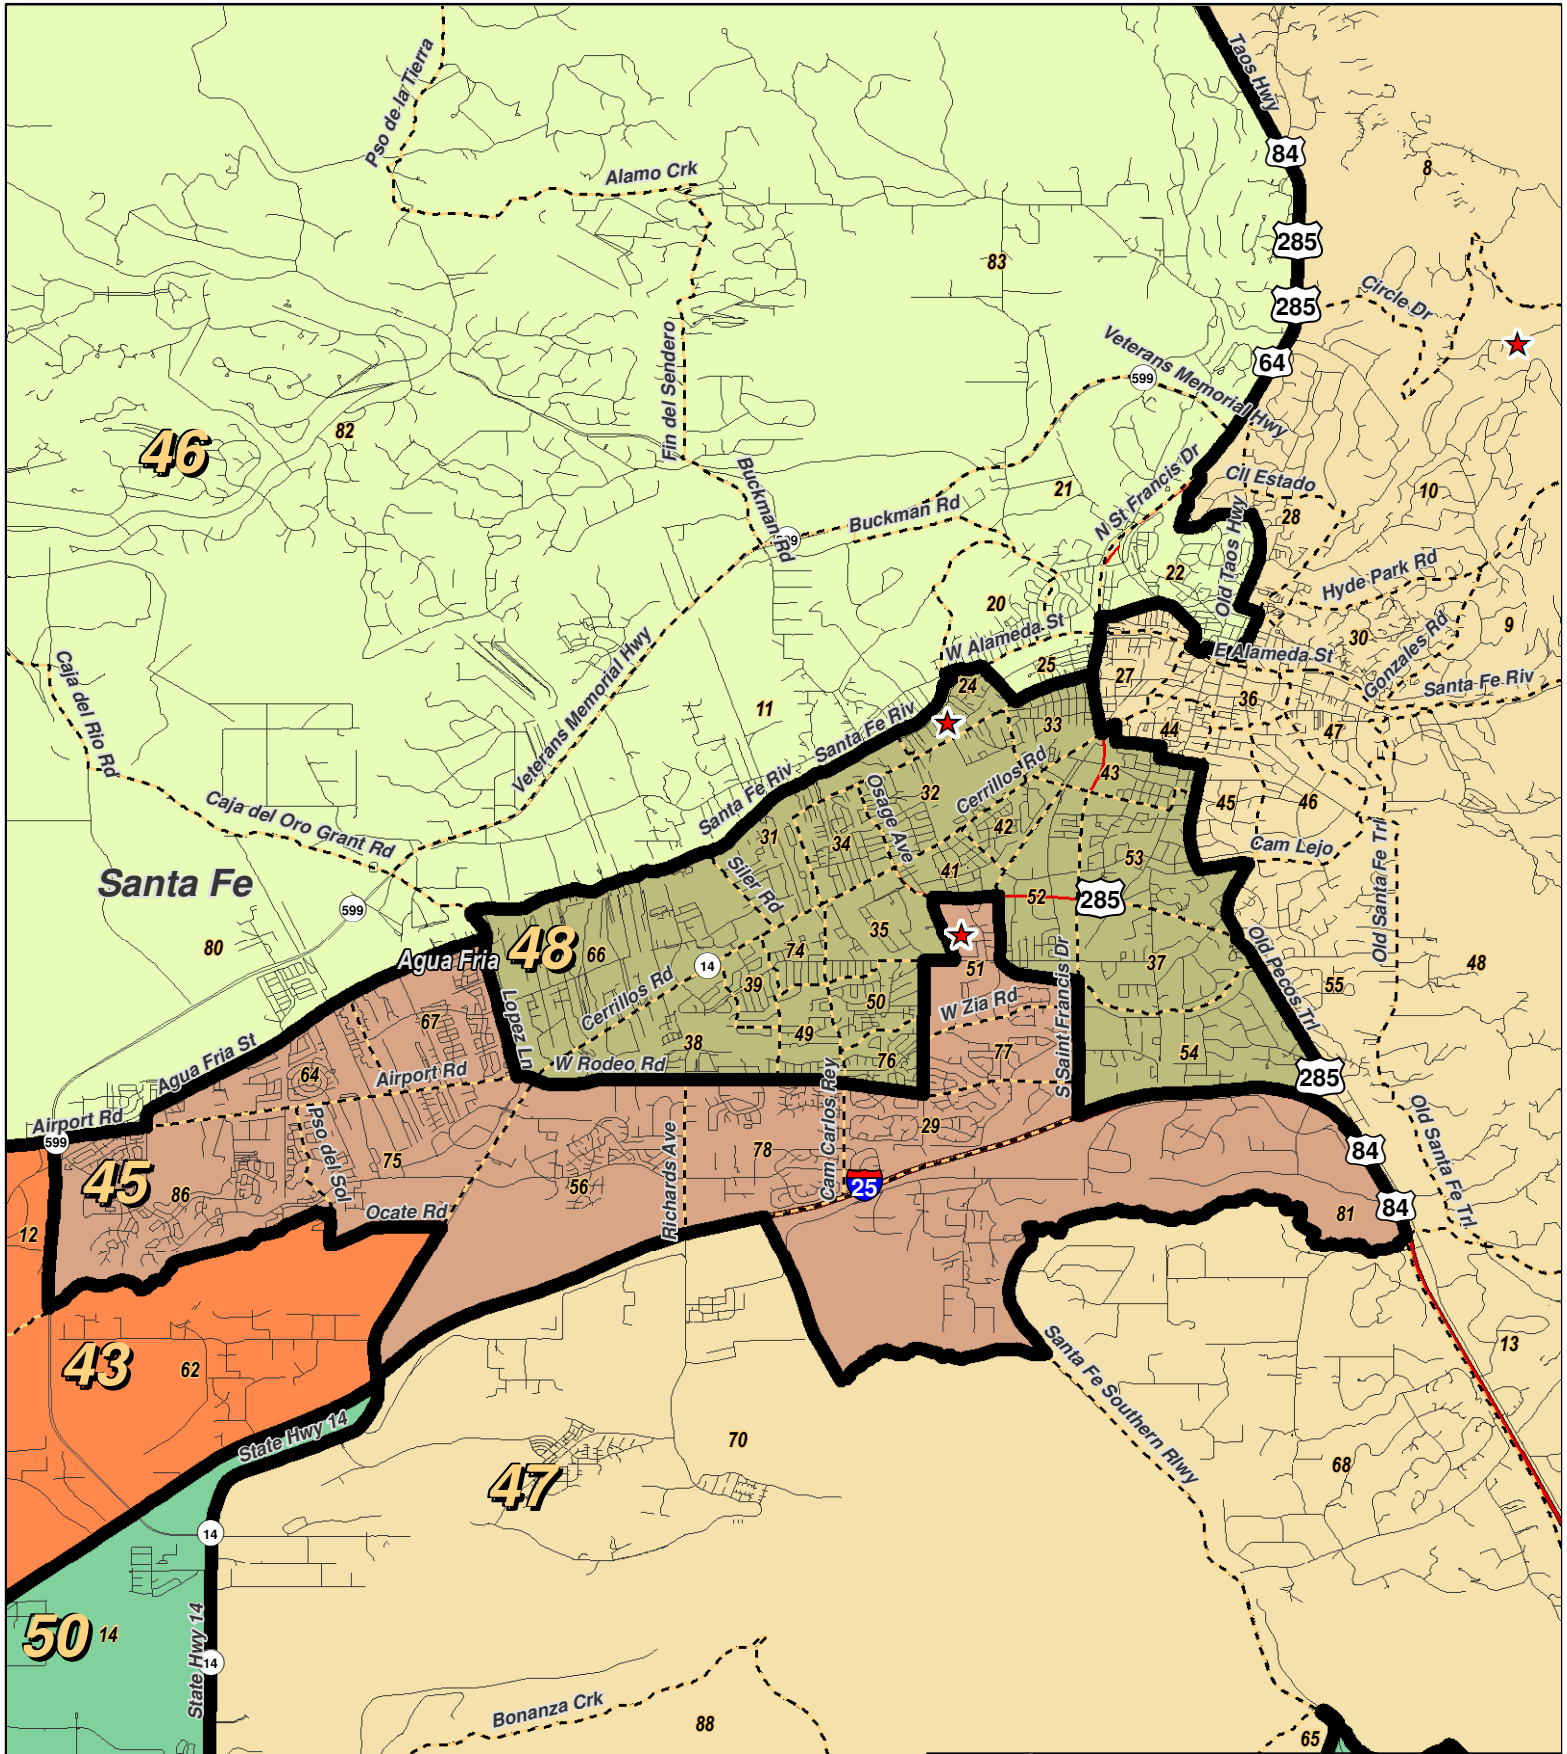 Taos Hwy
Pso de la Tierra
84
8
Alamo Crk
285
83
Circle Dr
285
Fin del Sendero
Veterans Memorial Hwy
64
599
82
46
Buckman Rd
N St Francis Dr
Cll Estado
21
10
28
Buckman Rd
Old Taos Hwy
Hyde Park Rd
22
20
W Alameda St
30
Gonzales Rd
9
E Alameda St
25
27
24
36
Santa Fe Riv
Caja del Rio Rd
Veterans Memorial Hwy
11
Santa Fe Riv
33
44
47
Cerrillos Rd
43
Santa Fe Riv
Osage Ave
32
45
46
Caja del Oro Grant Rd
31
34
42
Cam Lejo
53
Old Santa Fe Trl
Santa Fe
Siler Rd
41
52
285
599
80
Agua Fria
48
66
35
74
14
51
37
Old Pecos Trl
48
39
Cerrillos Rd
55
50
W Zia Rd
S Saint Francis Dr
Lopez Ln
67
38
49
76
77
54
W Rodeo Rd
Agua Fria St
64
Airport Rd
285
Airport Rd
599
Pso del Sol
75
Richards Ave
78
Cam Carlos Rey
29
Old Santa Fe Trl
84
45
86
56
25
84
81
12
Ocate Rd
43
62
Santa Fe Southern Rlwy
13
State Hwy 14
70
68
47
14
50
14
State Hwy 14
14
Bonanza Crk
88
65